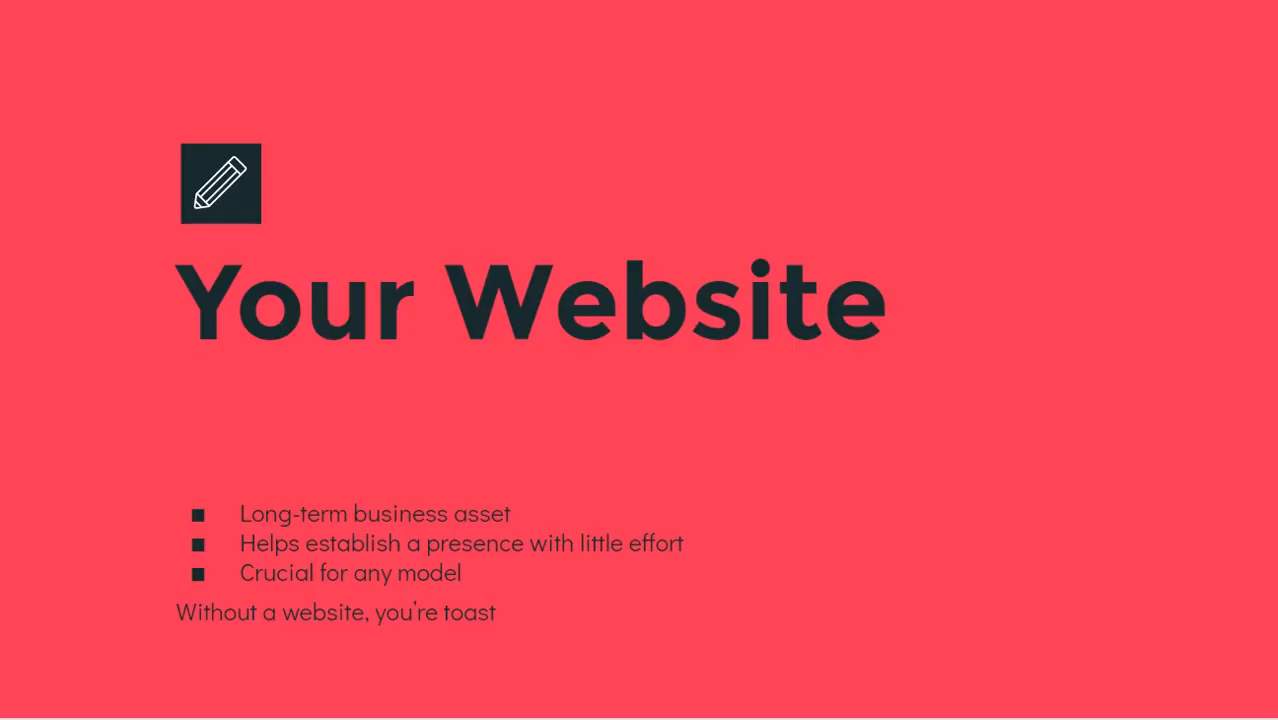 Your Website
■ Long-term business asset
■ Helps establish a presence with little effort
■ Crucial for any model
Without a website, you're toast